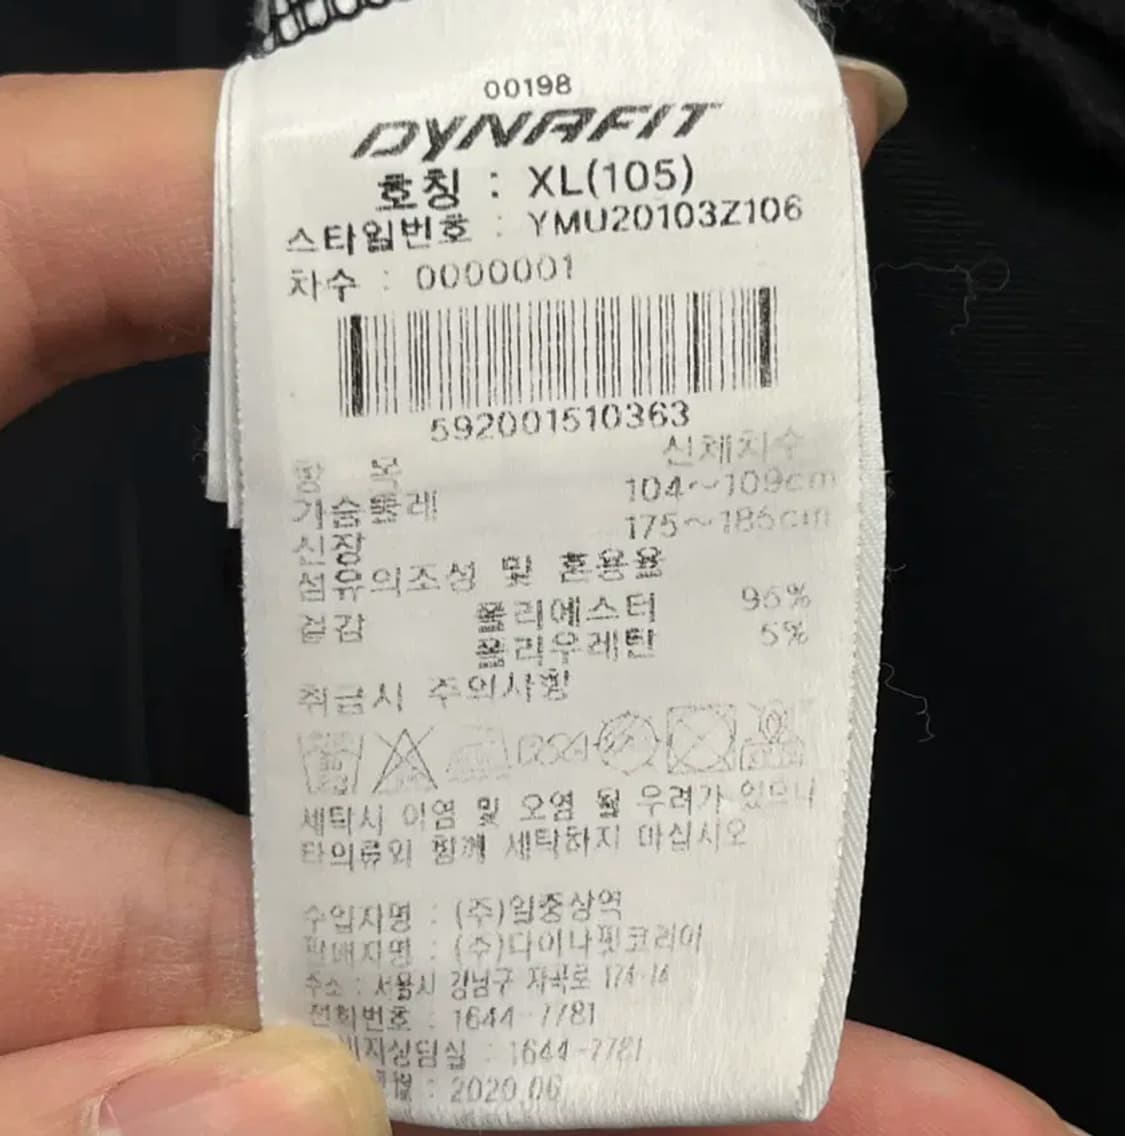 00198
DYNAFIT
호칭 : XL(105)
스타일번호 : YMU20103Z106
차수 : 0000001
592001510363
항 목 신체치수
가슴둘레 104~109cm
신장 175~185cm
섬유의조성 및 혼용율
겉감 폴리에스터 95%
폴리우레탄 5%
취급시 주의사항
세탁시 이염 및 오염 될 우려가 있으니
타의류와 함께 세탁하지 마십시오
수입자명 : (주)일중상역
판매자명 : (주)다이나핏코리아
주소 : 서울시 강남구 자곡로 174-14
전화번호 : 1644-7781
비자상담실 : 1644-7781
: 2020.06